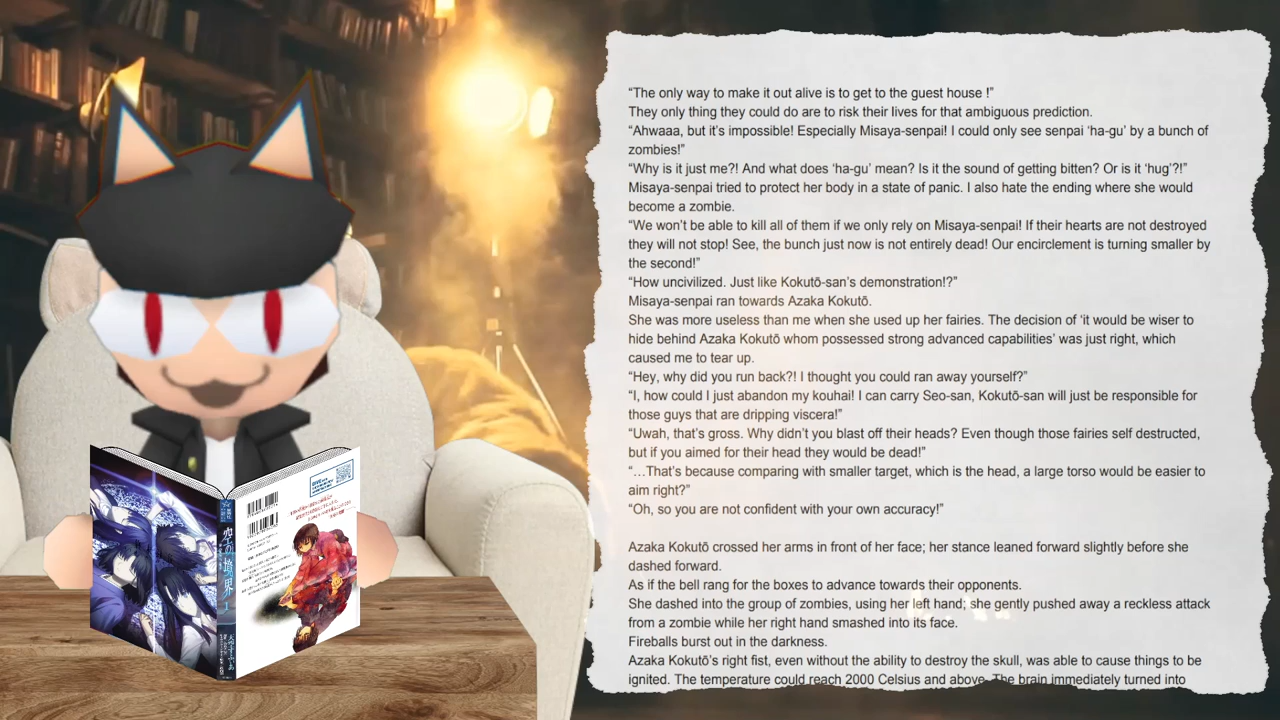 “The only way to make it out alive is to get to the guest house !”
They only thing they could do are to risk their lives for that ambiguous prediction.
“Ahwaaa, but it’s impossible! Especially Misaya-senpai! I could only see senpai ‘ha-gu’ by a bunch of
zombies!”
“Why is it just me?! And what does ‘ha-gu’ mean? Is it the sound of getting bitten? Or is it ‘hug’?!”
Misaya-senpai tried to protect her body in a state of panic. I also hate the ending where she would
become a zombie.
“We won’t be able to kill all of them if we only rely on Misaya-senpai! If their hearts are not destroyed
they will not stop! See, the bunch just now is not entirely dead! Our encirclement is turning smaller by
the second!”
“How uncivilized. Just like Kokutō-san’s demonstration!?”
Misaya-senpai ran towards Azaka Kokutō.
She was more useless than me when she used up her fairies. The decision of ‘it would be wiser to
hide behind Azaka Kokutō whom possessed strong advanced capabilities’ was just right, which
caused me to tear up.
“Hey, why did you run back?! I thought you could ran away yourself?”
“I, how could I just abandon my kouhai! I can carry Seo-san, Kokutō-san will just be responsible for
those guys that are dripping viscera!”
“Uwah, that’s gross. Why didn’t you blast off their heads? Even though those fairies self destructed,
but if you aimed for their head they would be dead!”
“…That’s because comparing with smaller target, which is the head, a large torso would be easier to
aim right?”
“Oh, so you are not confident with your own accuracy!”
Azaka Kokutō crossed her arms in front of her face; her stance leaned forward slightly before she
dashed forward.
As if the bell rang for the boxes to advance towards their opponents.
She dashed into the group of zombies, using her left hand; she gently pushed away a reckless attack
from a zombie while her right hand smashed into its face.
Fireballs burst out in the darkness.
Azaka Kokutō’s right fist, even without the ability to destroy the skull, was able to cause things to be
ignited. The temperature could reach 2000 Celsius and above. The brain immediately turned into
空の境界
1